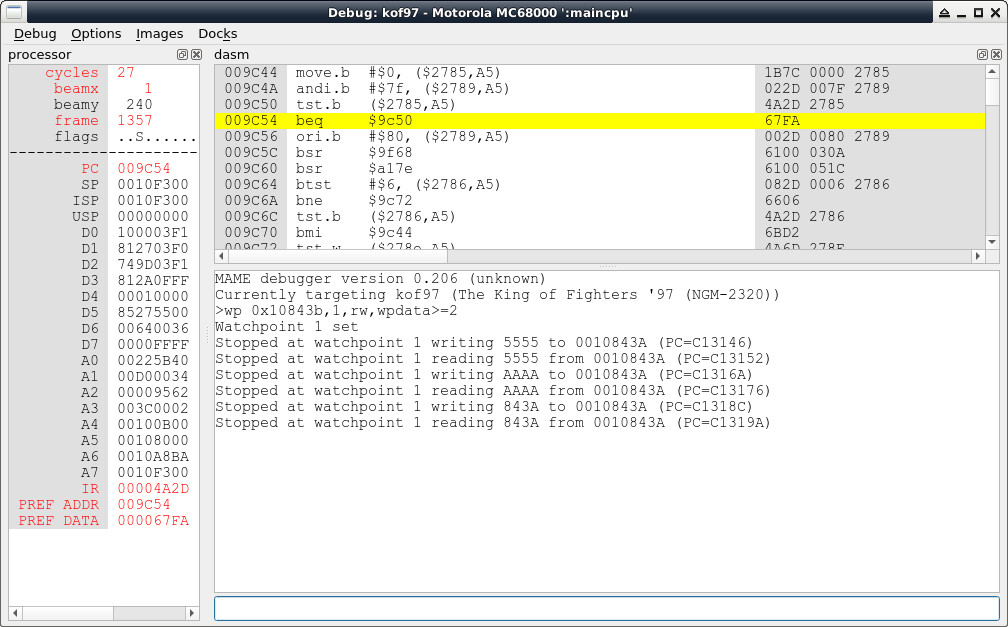 Debug: kof97 - Motorola MC68000 ':maincpu'
Debug Options Images Docks
processor
cycles 27
beamx 1
beamy 240
frame 1357
flags ..S......
PC 009C54
SP 0010F300
ISP 0010F300
USP 00000000
D0 100003F1
D1 812703F0
D2 749D03F1
D3 812A0FFF
D4 00010000
D5 85275500
D6 00640036
D7 0000FFFF
A0 00225B40
A1 00D00034
A2 00009562
A3 003C0002
A4 00100B00
A5 00108000
A6 0010A8BA
A7 0010F300
IR 00004A2D
PREF ADDR 009C54
PREF DATA 000067FA
dasm
009C44 move.b #$0, ($2785,A5) 1B7C 0000 2785
009C4A andi.b #$7f, ($2789,A5) 022D 007F 2789
009C50 tst.b ($2785,A5) 4A2D 2785
009C54 beq $9c50 67FA
009C56 ori.b #$80, ($2789,A5) 002D 0080 2789
009C5C bsr $9f68 6100 030A
009C60 bsr $a17e 6100 051C
009C64 btst #$6, ($2786,A5) 082D 0006 2786
009C6A bne $9c72 6606
009C6C tst.b ($2786,A5) 4A2D 2786
009C70 bmi $9c44 6BD2
009C72 tst.w ($278e,A5) 4A6D 278E
MAME debugger version 0.206 (unknown)
Currently targeting kof97 (The King of Fighters '97 (NGM-2320))
>wp 0x10843b,1,rw,wpdata>=2
Watchpoint 1 set
Stopped at watchpoint 1 writing 5555 to 0010843A (PC=C13146)
Stopped at watchpoint 1 reading 5555 from 0010843A (PC=C13152)
Stopped at watchpoint 1 writing AAAA to 0010843A (PC=C1316A)
Stopped at watchpoint 1 reading AAAA from 0010843A (PC=C13176)
Stopped at watchpoint 1 writing 843A to 0010843A (PC=C1318C)
Stopped at watchpoint 1 reading 843A from 0010843A (PC=C1319A)